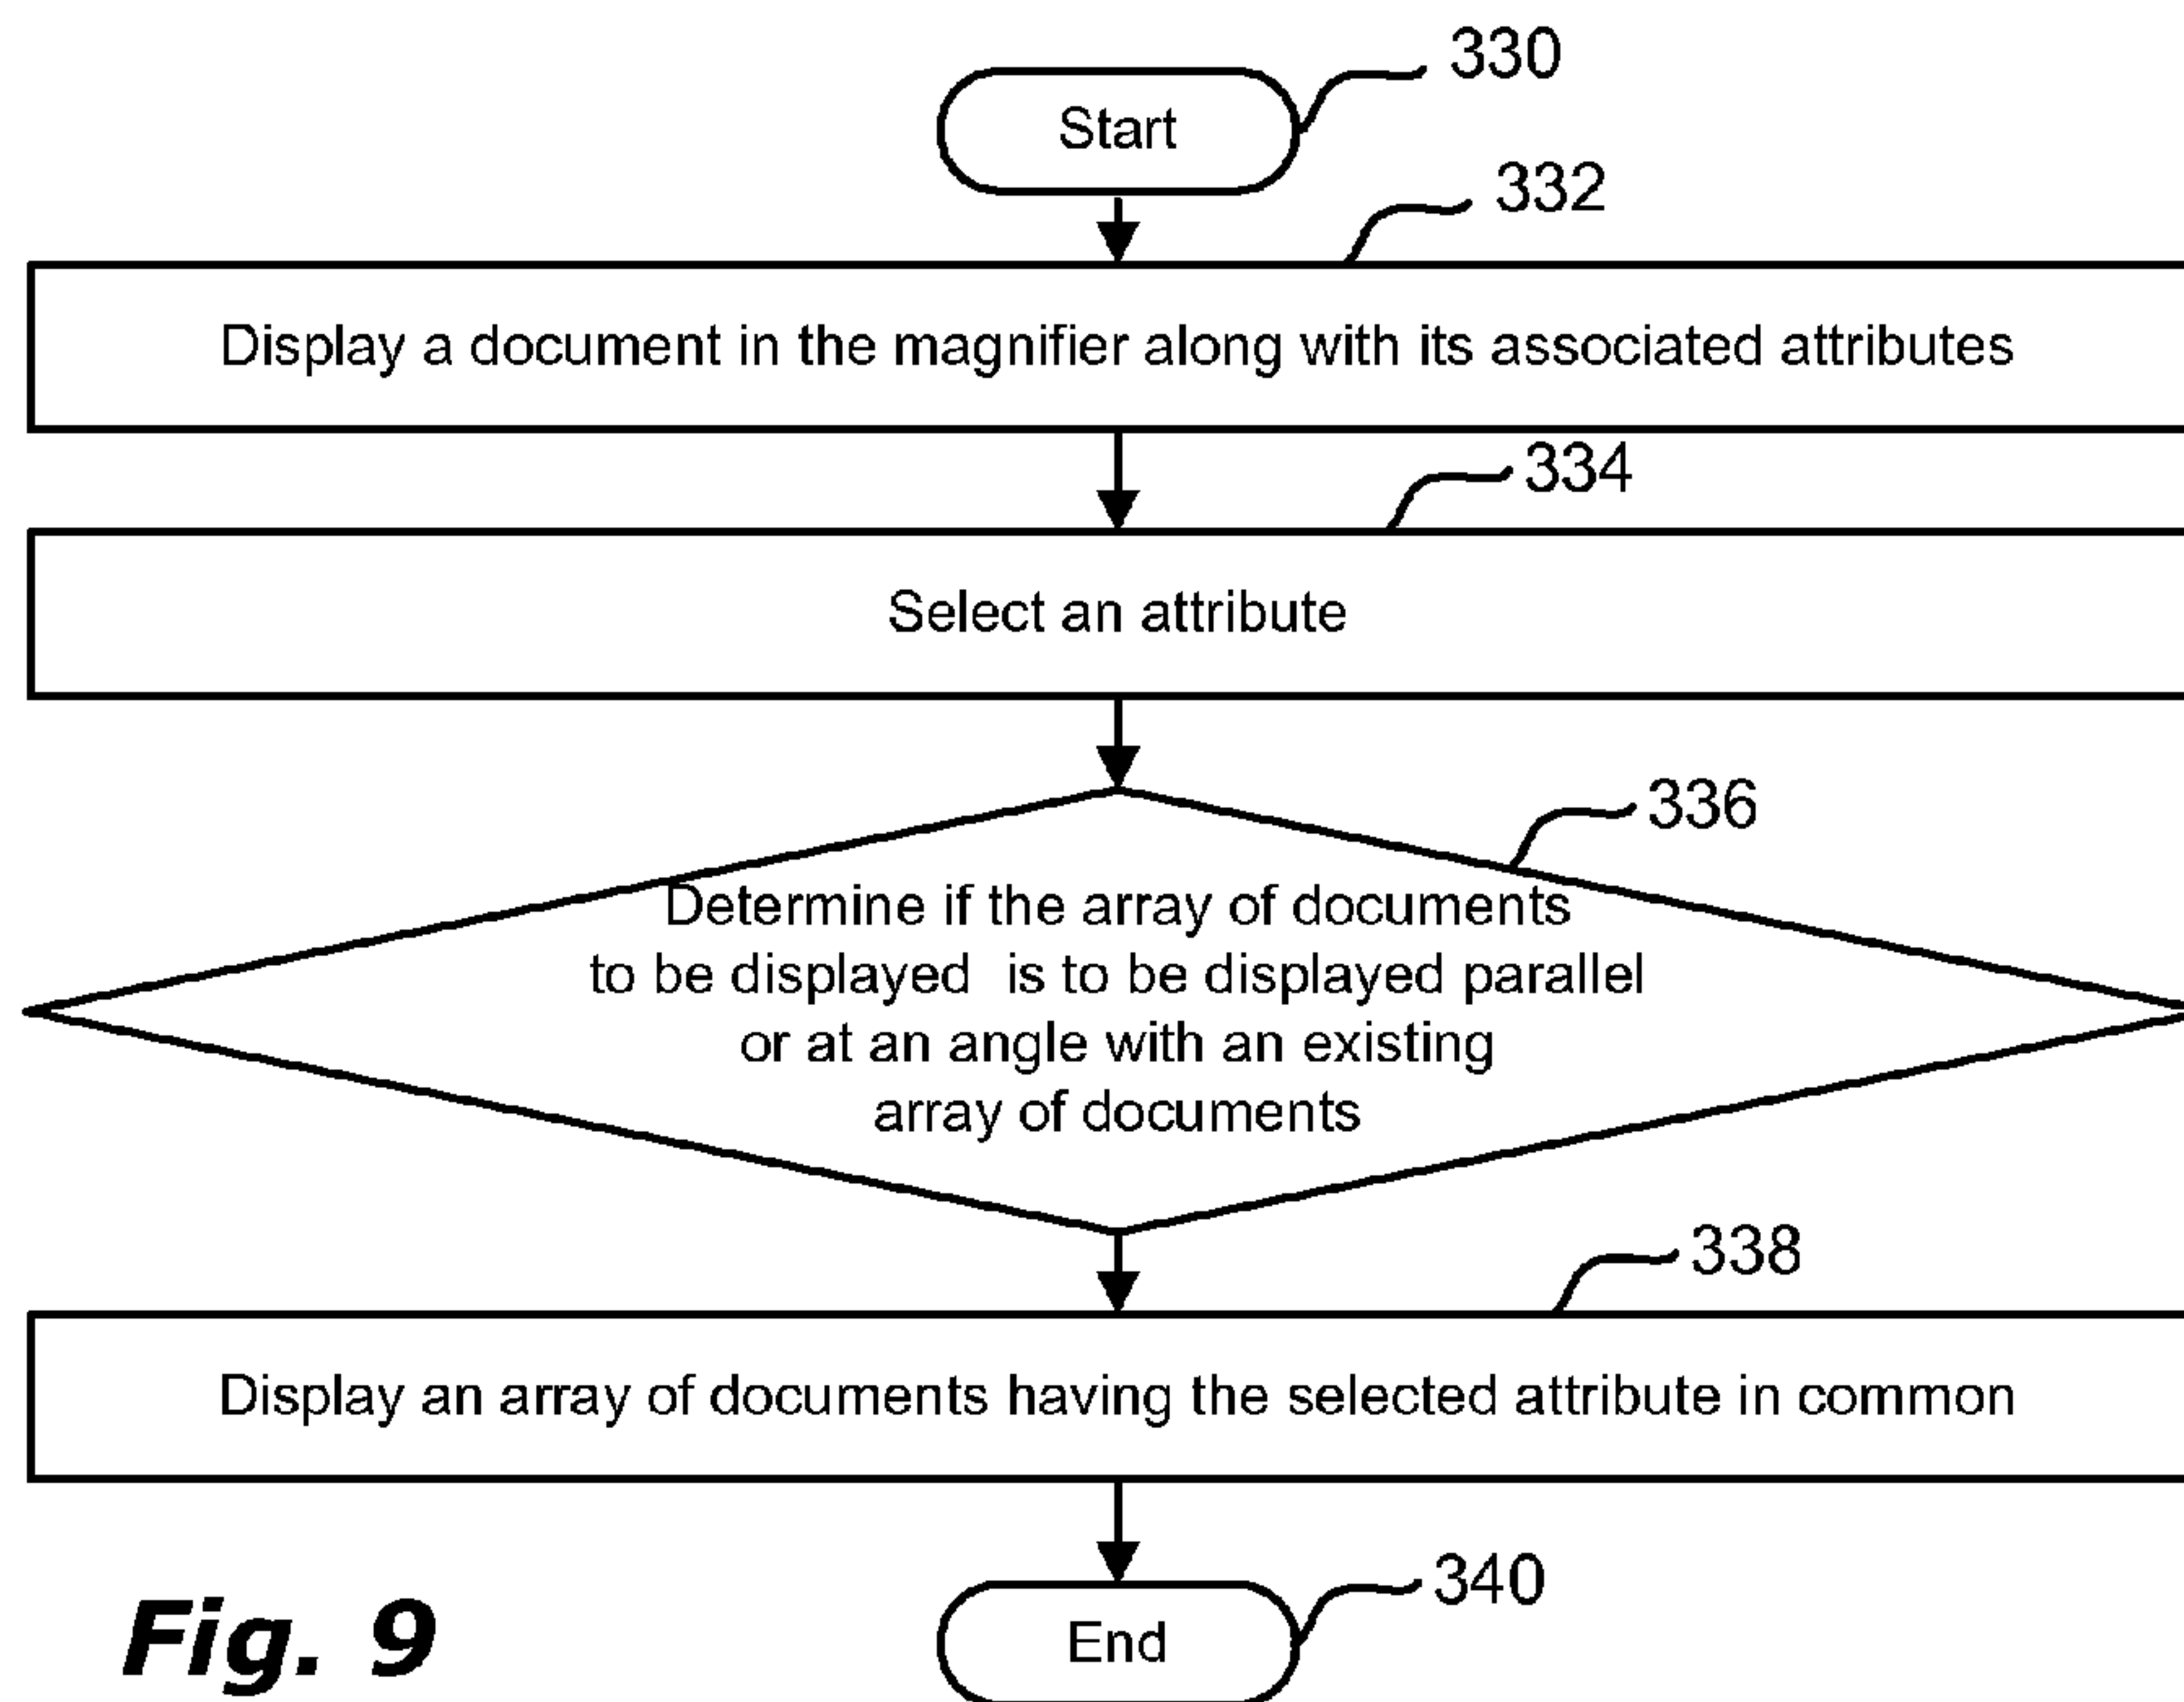 330
Start
332
Display a document in the magnifier along with its associated attributes
334
Select an attribute
336
Determine if the array of documents
to be displayed is to be displayed parallel
or at an angle with an existing
array of documents
338
Display an array of documents having the selected attribute in common
340
End
Fig. 9